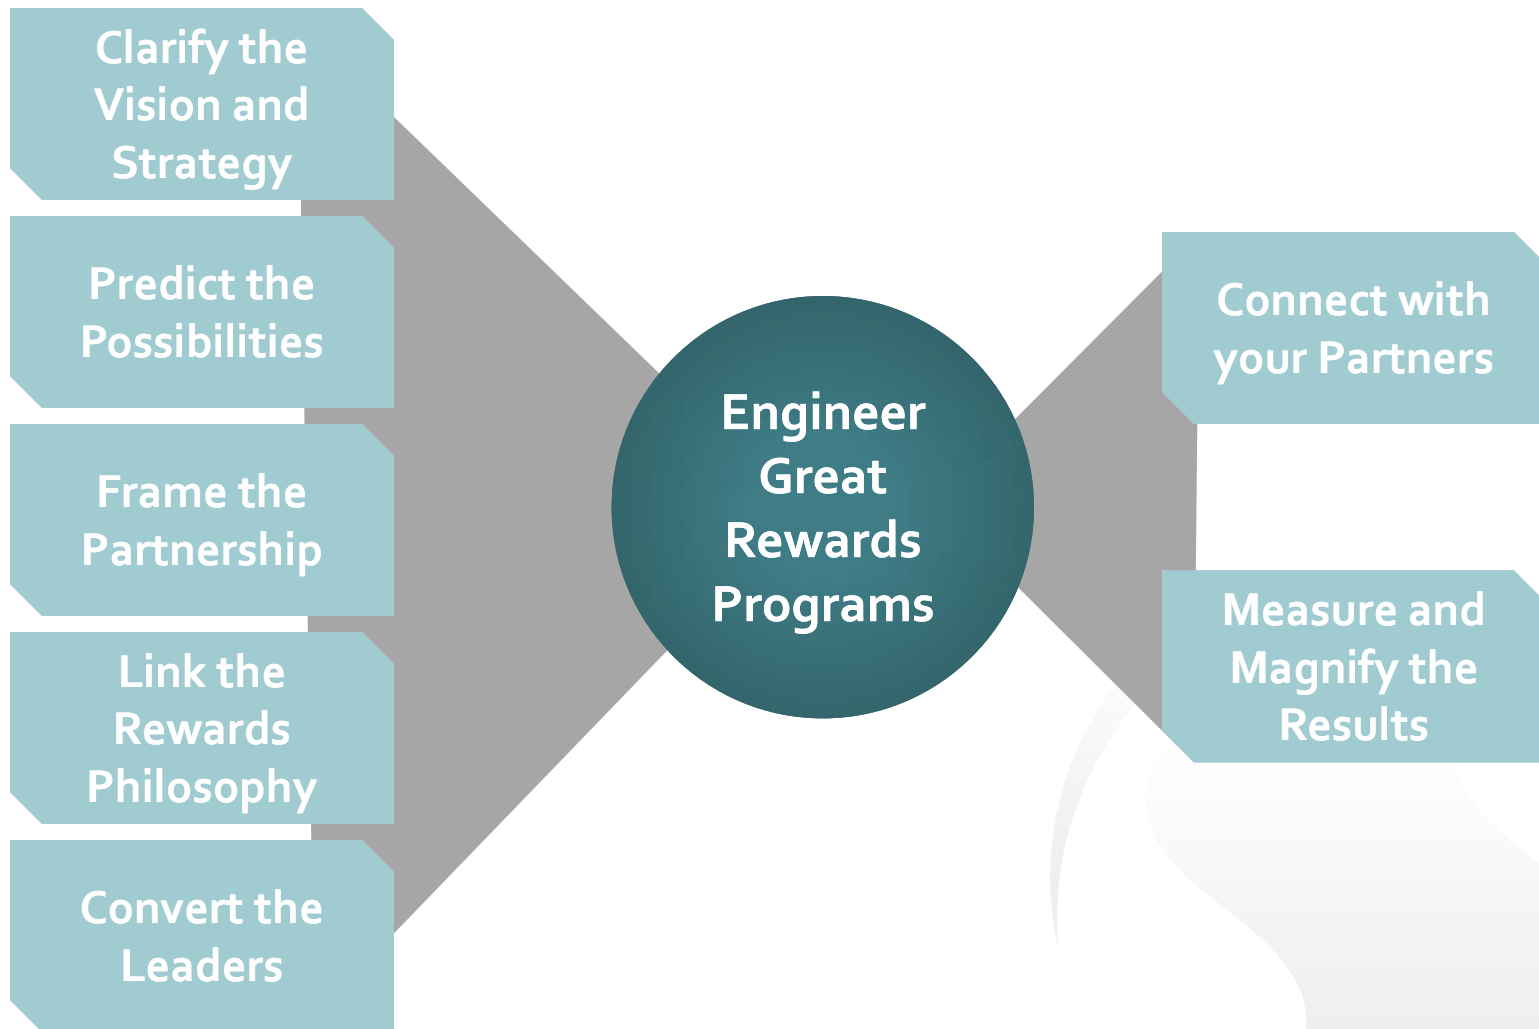 Clarify the
Vision and
Strategy
Predict the
Possibilities
Frame the
Partnership
Link the
Rewards
Philosophy
Convert the
Leaders
Engineer
Great
Rewards
Programs
Connect with
your Partners
Measure and
Magnify the
Results